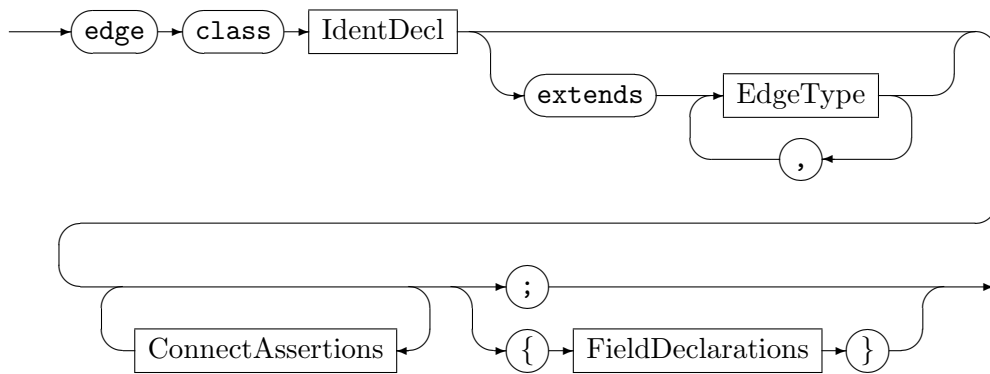 edge class IdentDecl
extends EdgeType
,
;
ConnectAssertions { FieldDeclarations }